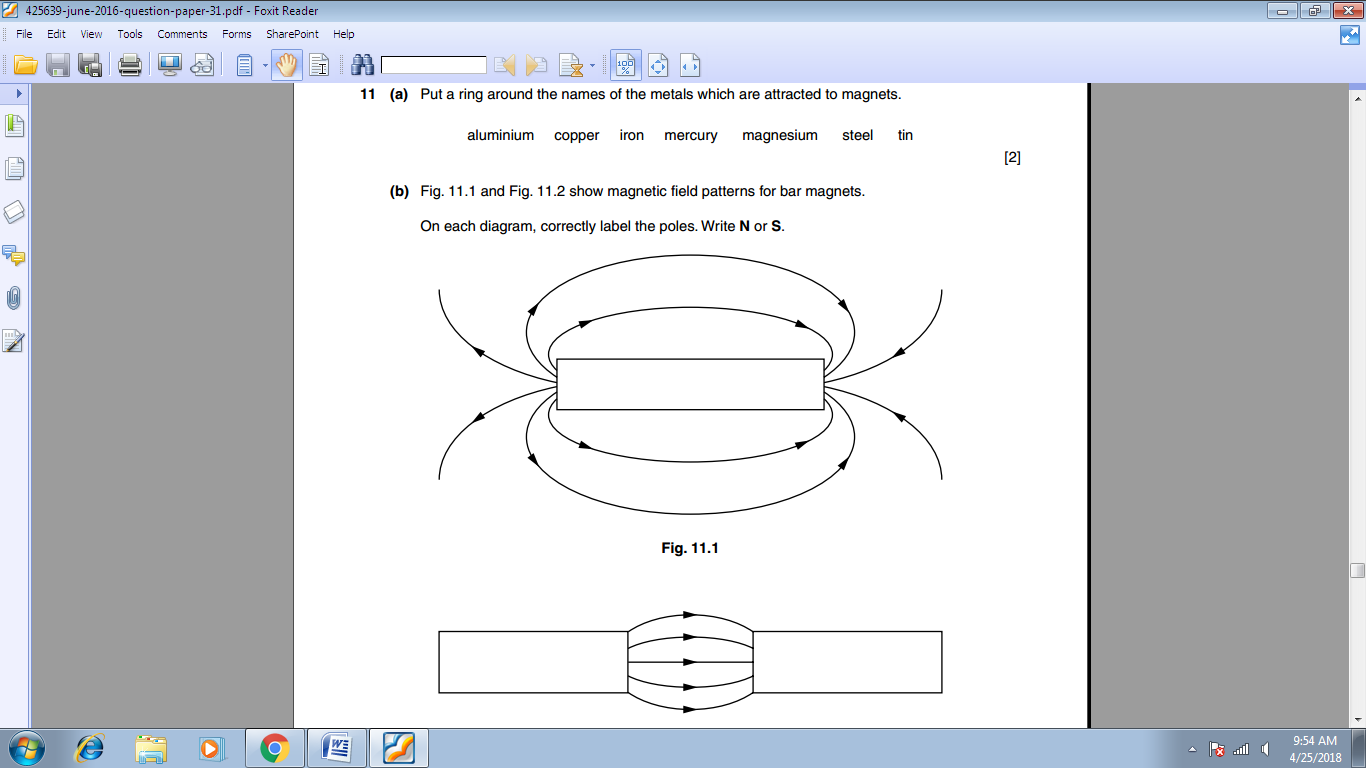 425639-june-2016-question-paper-31.pdf - Foxit Reader
File Edit View Tools Comments Forms SharePoint Help
11 (a) Put a ring around the names of the metals which are attracted to magnets.
aluminium copper iron mercury magnesium steel tin
[2]
(b) Fig. 11.1 and Fig. 11.2 show magnetic field patterns for bar magnets.
On each diagram, correctly label the poles. Write N or S.
Fig. 11.1
9:54 AM
4/25/2018